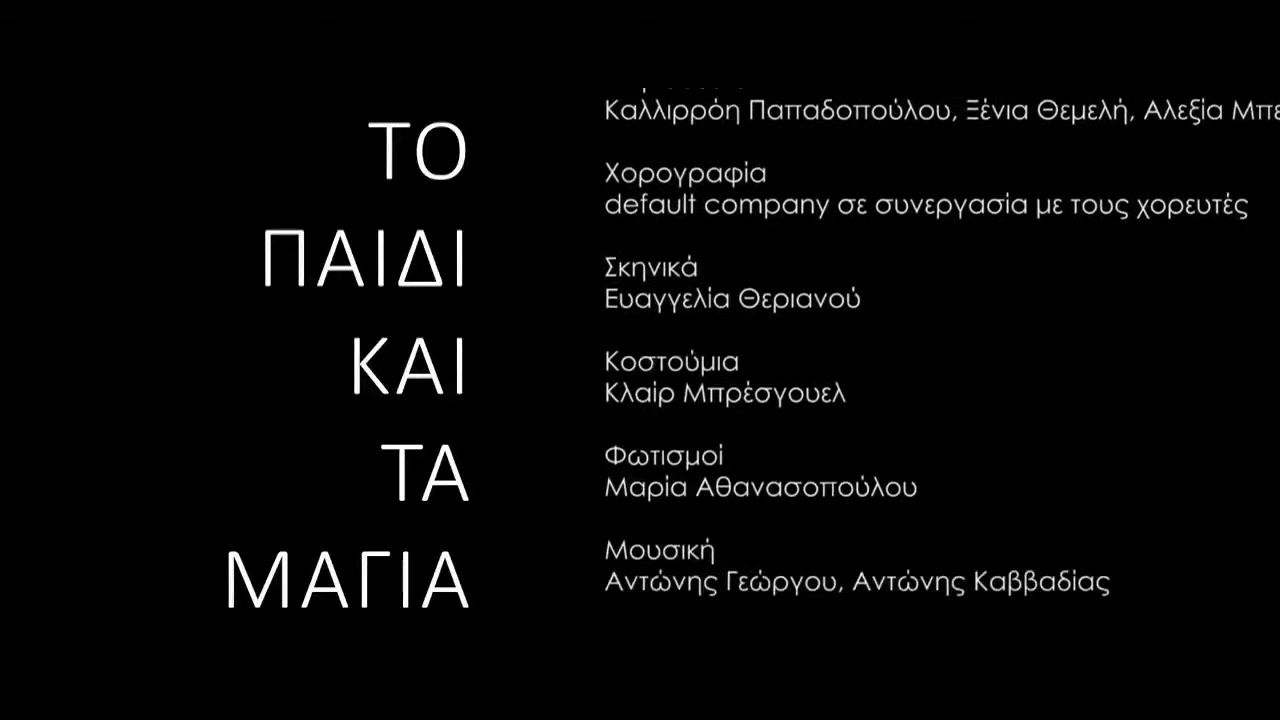 ΤΟ
ΠΑΙΔΙ
ΚΑΙ
ΤΑ
ΜΑΓΙΑ
Καλλιρρόη Παπαδοπούλου, Ξένια Θεμελή, Αλεξία
Χορογραφία
default company σε συνεργασία με τους χορευτές
Σκηνικά
Ευαγγελία Θεριανού
Κοστούμια
Κλαίρ Μπρέσγουελ
Φωτισμοί
Μαρία Αθανασοπούλου
Μουσική
Αντώνης Γεώργου, Αντώνης Καββαδίας